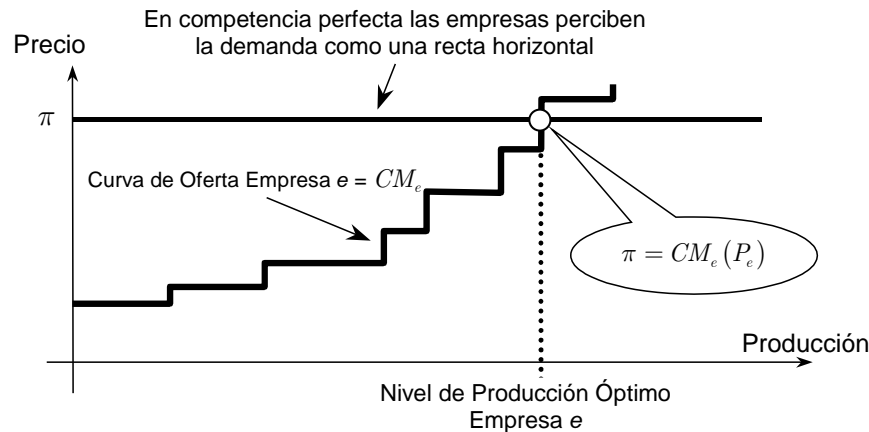 En competencia perfecta las empresas perciben
la demanda como una recta horizontal
Precio
π
Curva de Oferta Empresa e = CMₑ
π = CMₑ(Pₑ)
Producción
Nivel de Producción Óptimo
Empresa e